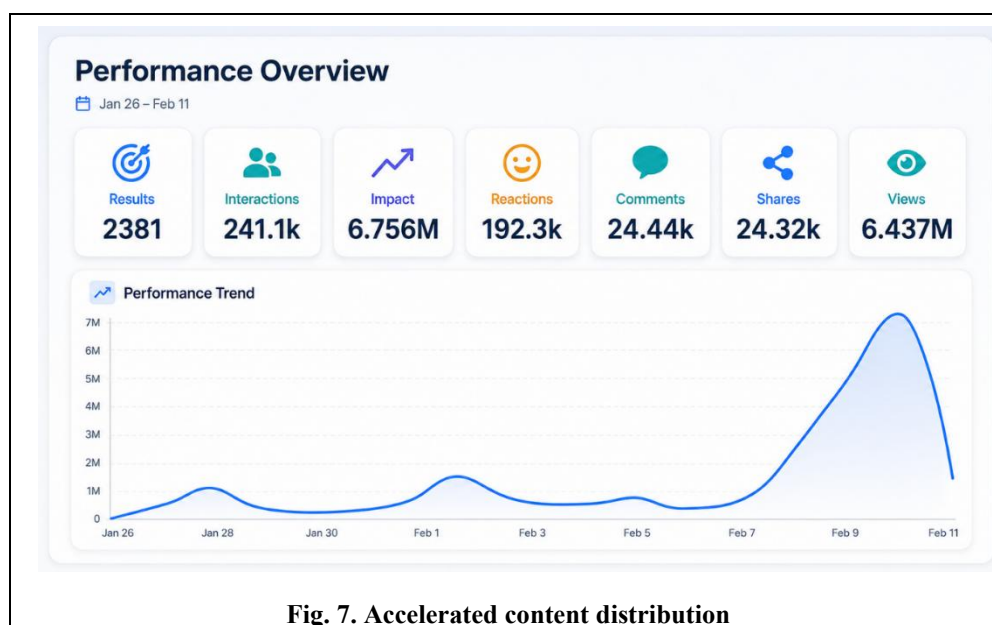 Performance Overview
Jan 26 – Feb 11
Results Interactions Impact Reactions Comments Shares Views
2381 241.1k 6.756M 192.3k 24.44k 24.32k 6.437M
Performance Trend
7M
6M
5M
4M
3M
2M
1M
0
Jan 26 Jan 28 Jan 30 Feb 1 Feb 3 Feb 5 Feb 7 Feb 9 Feb 11
Fig. 7. Accelerated content distribution